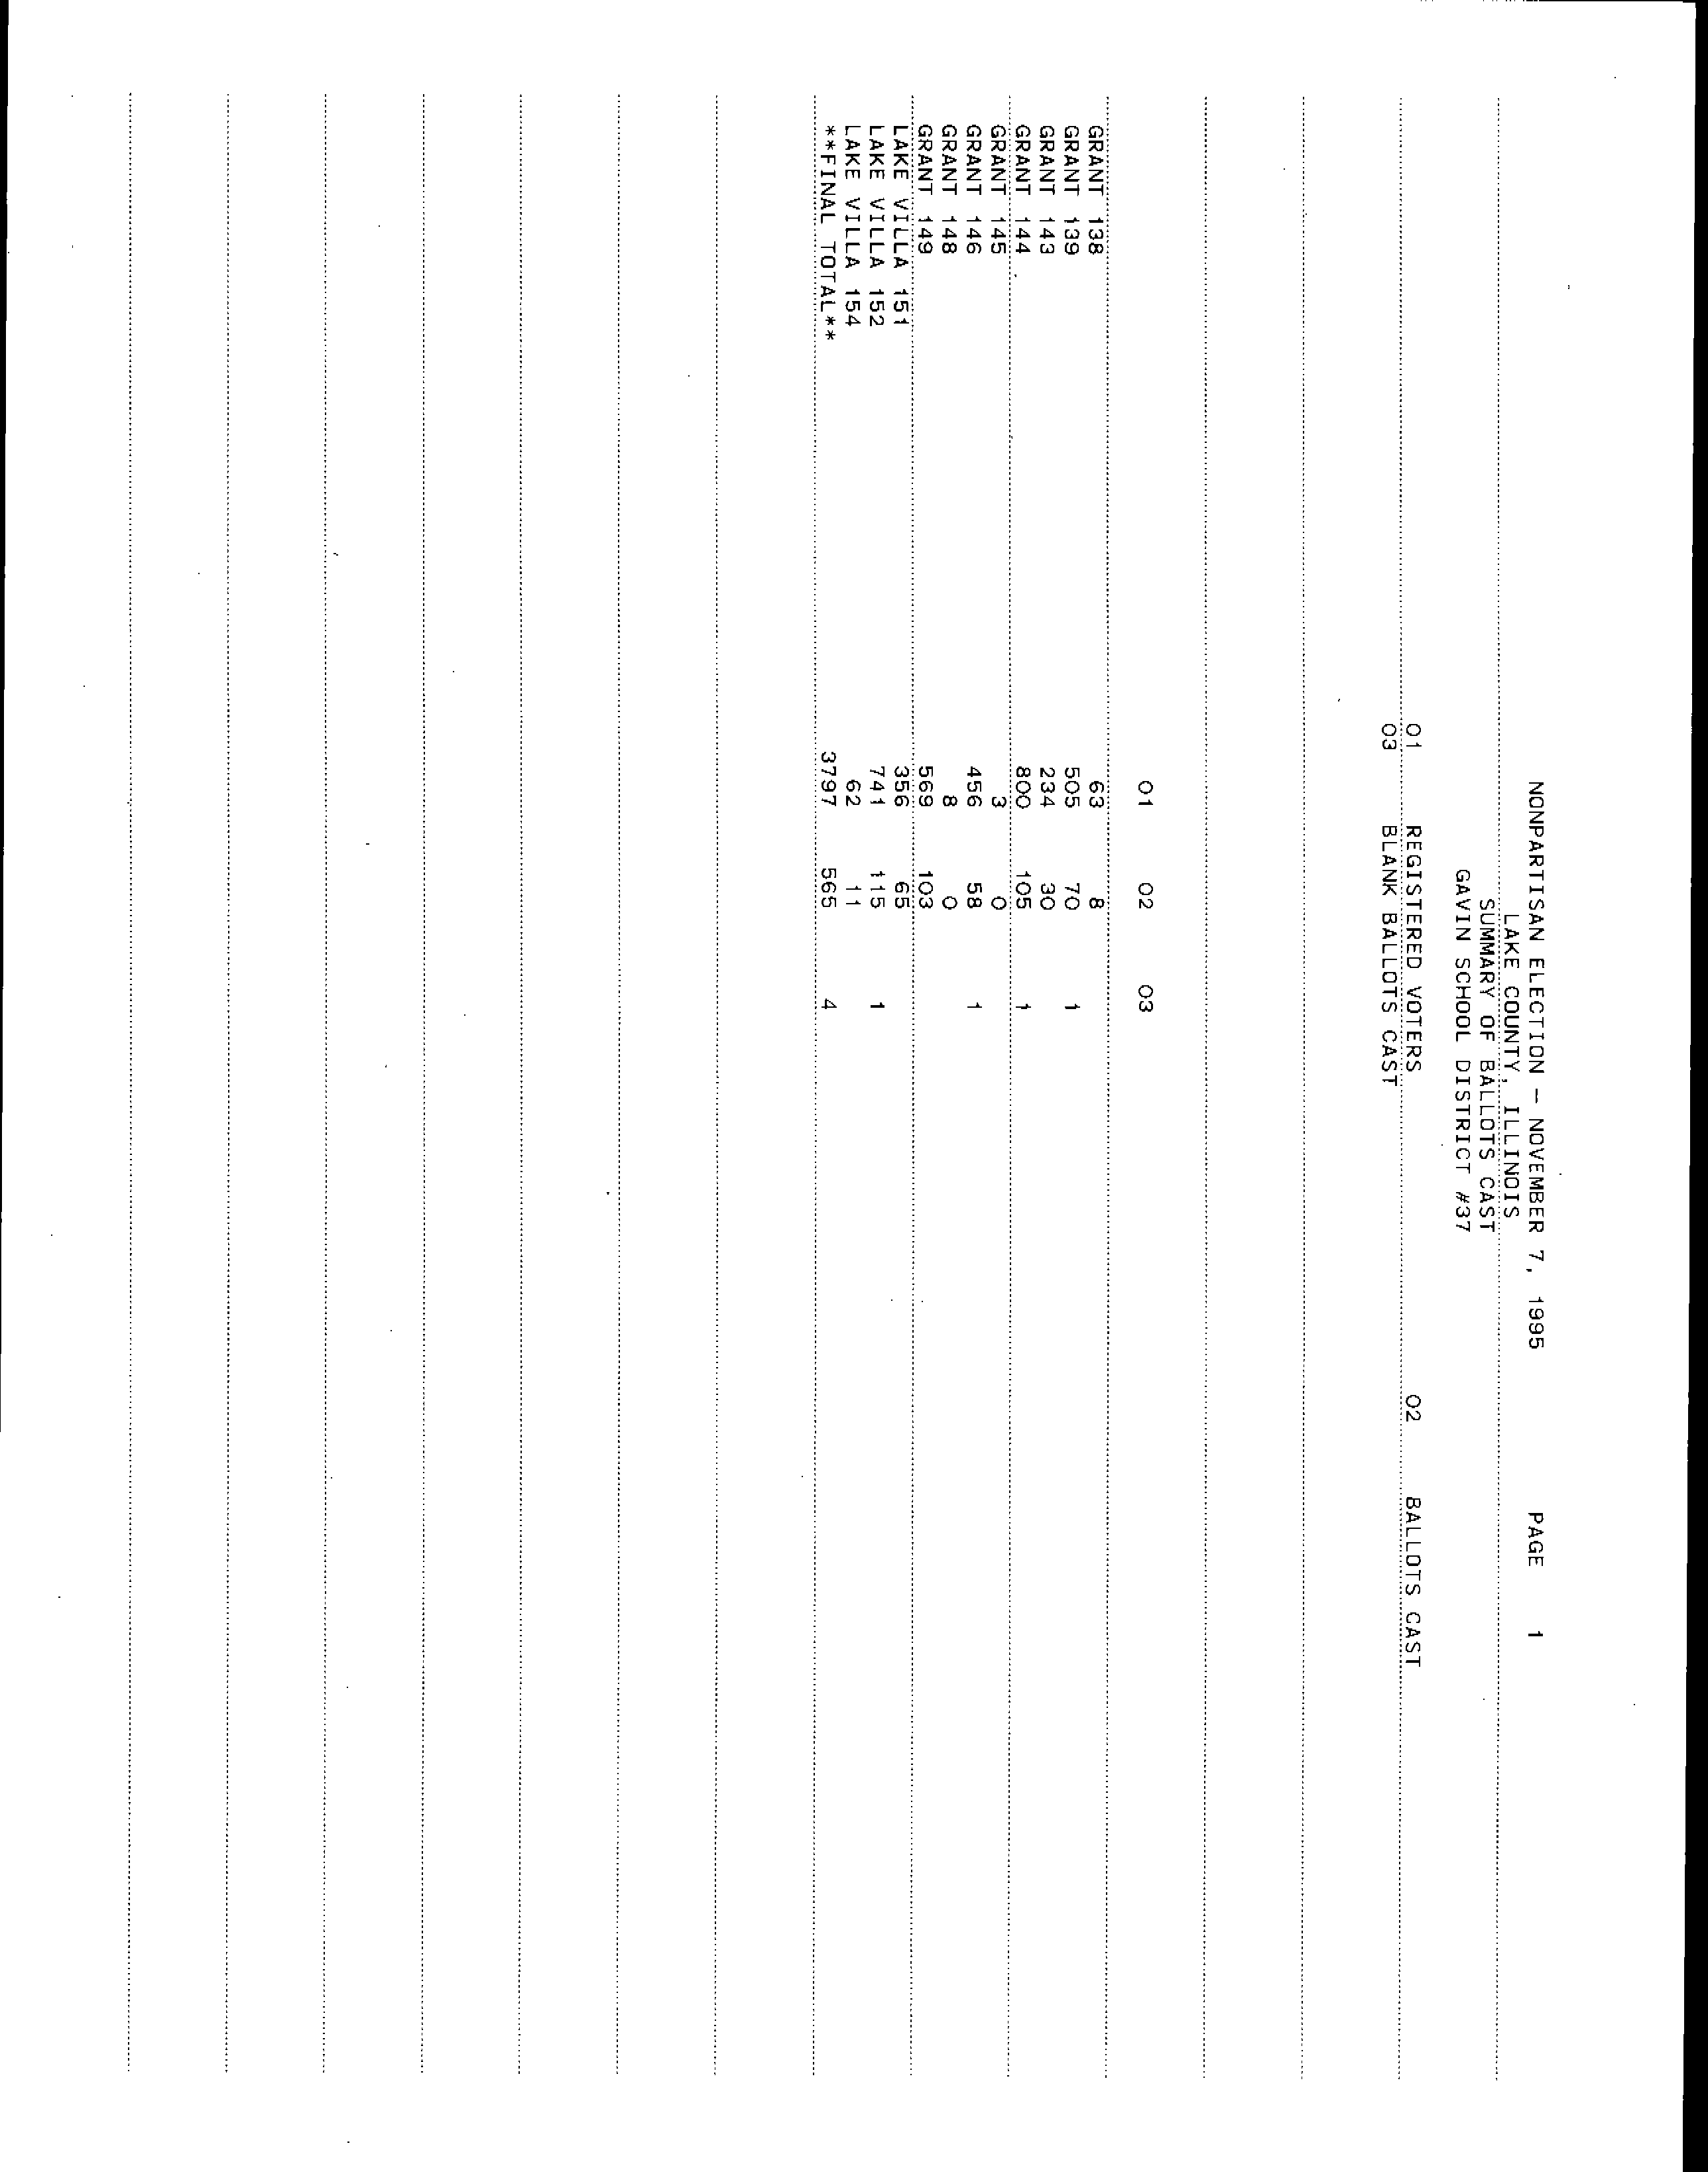 NONPARTISAN ELECTION - NOVEMBER 7, 1995 PAGE 1
LAKE COUNTY, ILLINOIS
SUMMARY OF BALLOTS CAST
GAVIN SCHOOL DISTRICT #37
01 REGISTERED VOTERS 02 BALLOTS CAST
03 BLANK BALLOTS CAST
01 02 03
GRANT 138 63 8
GRANT 139 505 70 1
GRANT 143 234 30
GRANT 144 800 105 1
GRANT 145 3 0
GRANT 146 456 58 1
GRANT 148 8 0
GRANT 149 569 103
LAKE VILLA 151 356 65
LAKE VILLA 152 741 115 1
LAKE VILLA 154 62 11
**FINAL TOTAL** 3797 565 4